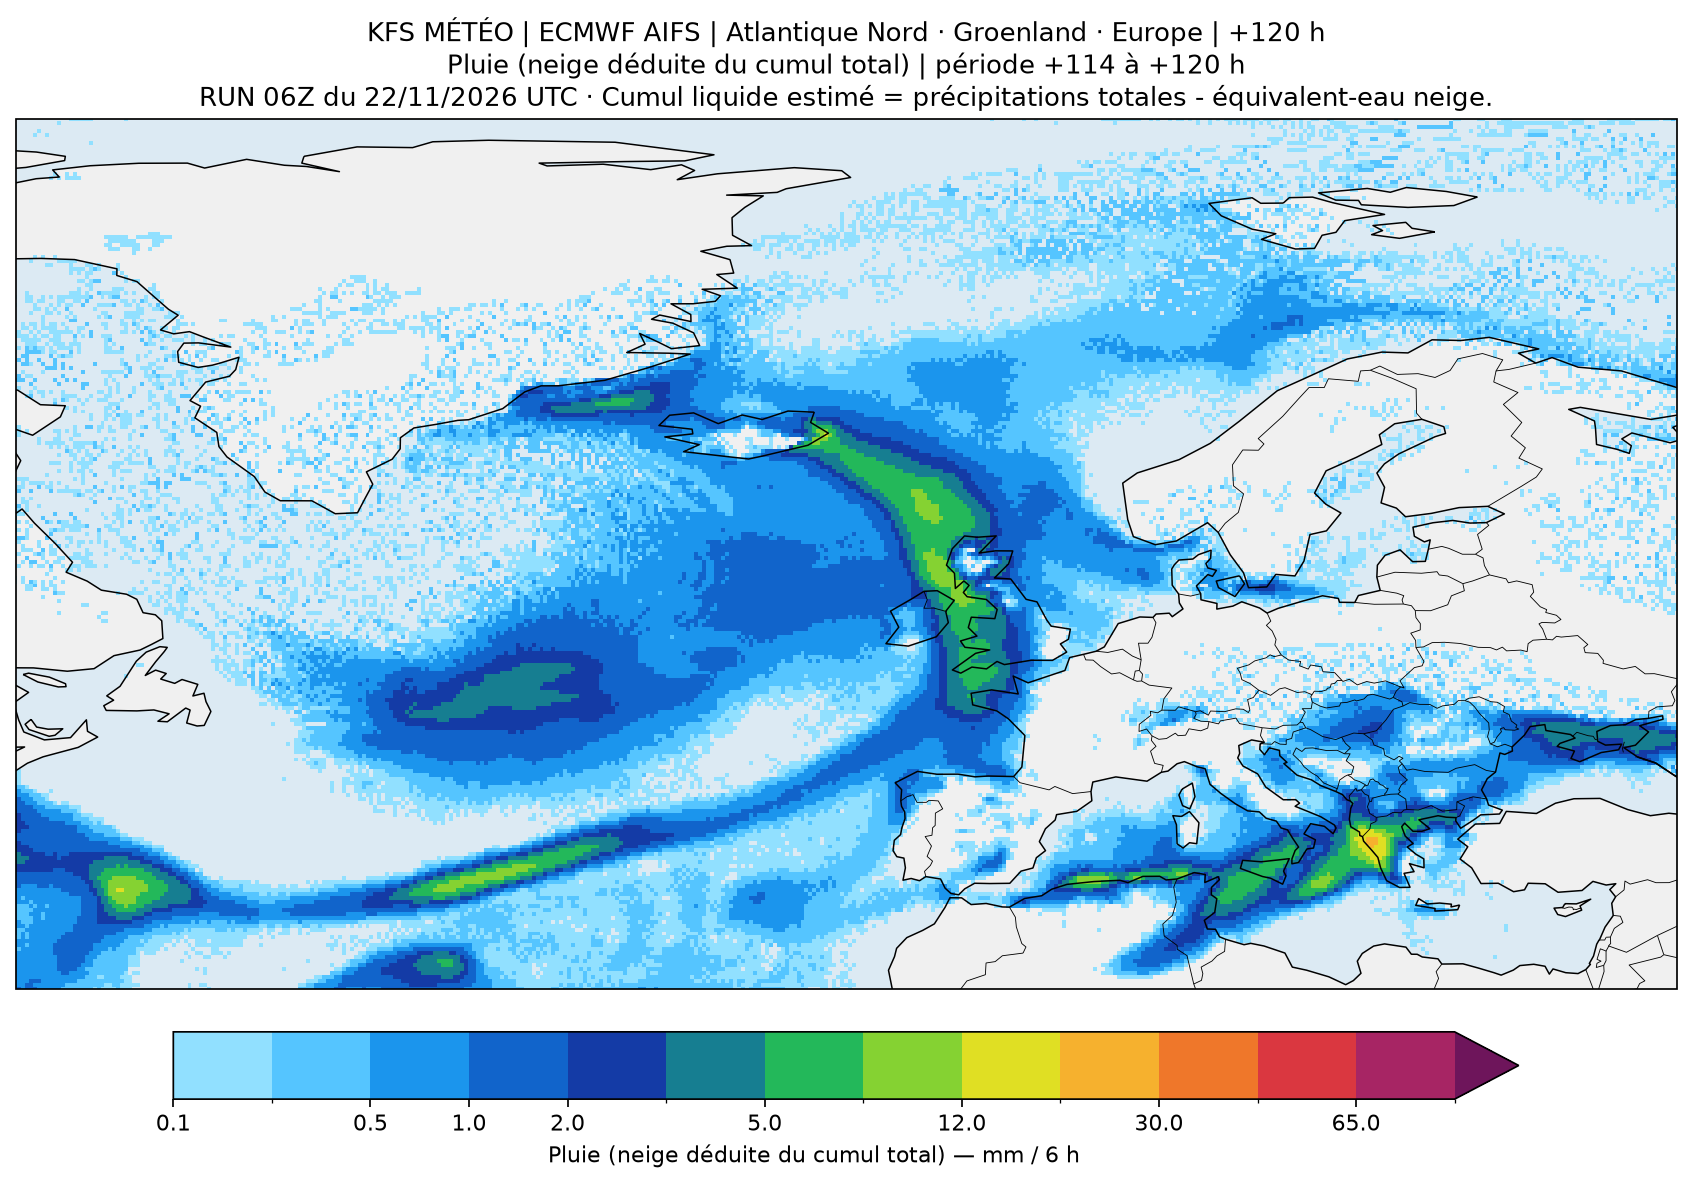 KFS MÉTÉO | ECMWF AIFS | Atlantique Nord · Groenland · Europe | +120 h
Pluie (neige déduite du cumul total) | période +114 à +120 h
RUN 06Z du 22/11/2026 UTC · Cumul liquide estimé = précipitations totales - équivalent-eau neige.
0.1 0.5 1.0 2.0 5.0 12.0 30.0 65.0
Pluie (neige déduite du cumul total) — mm / 6 h